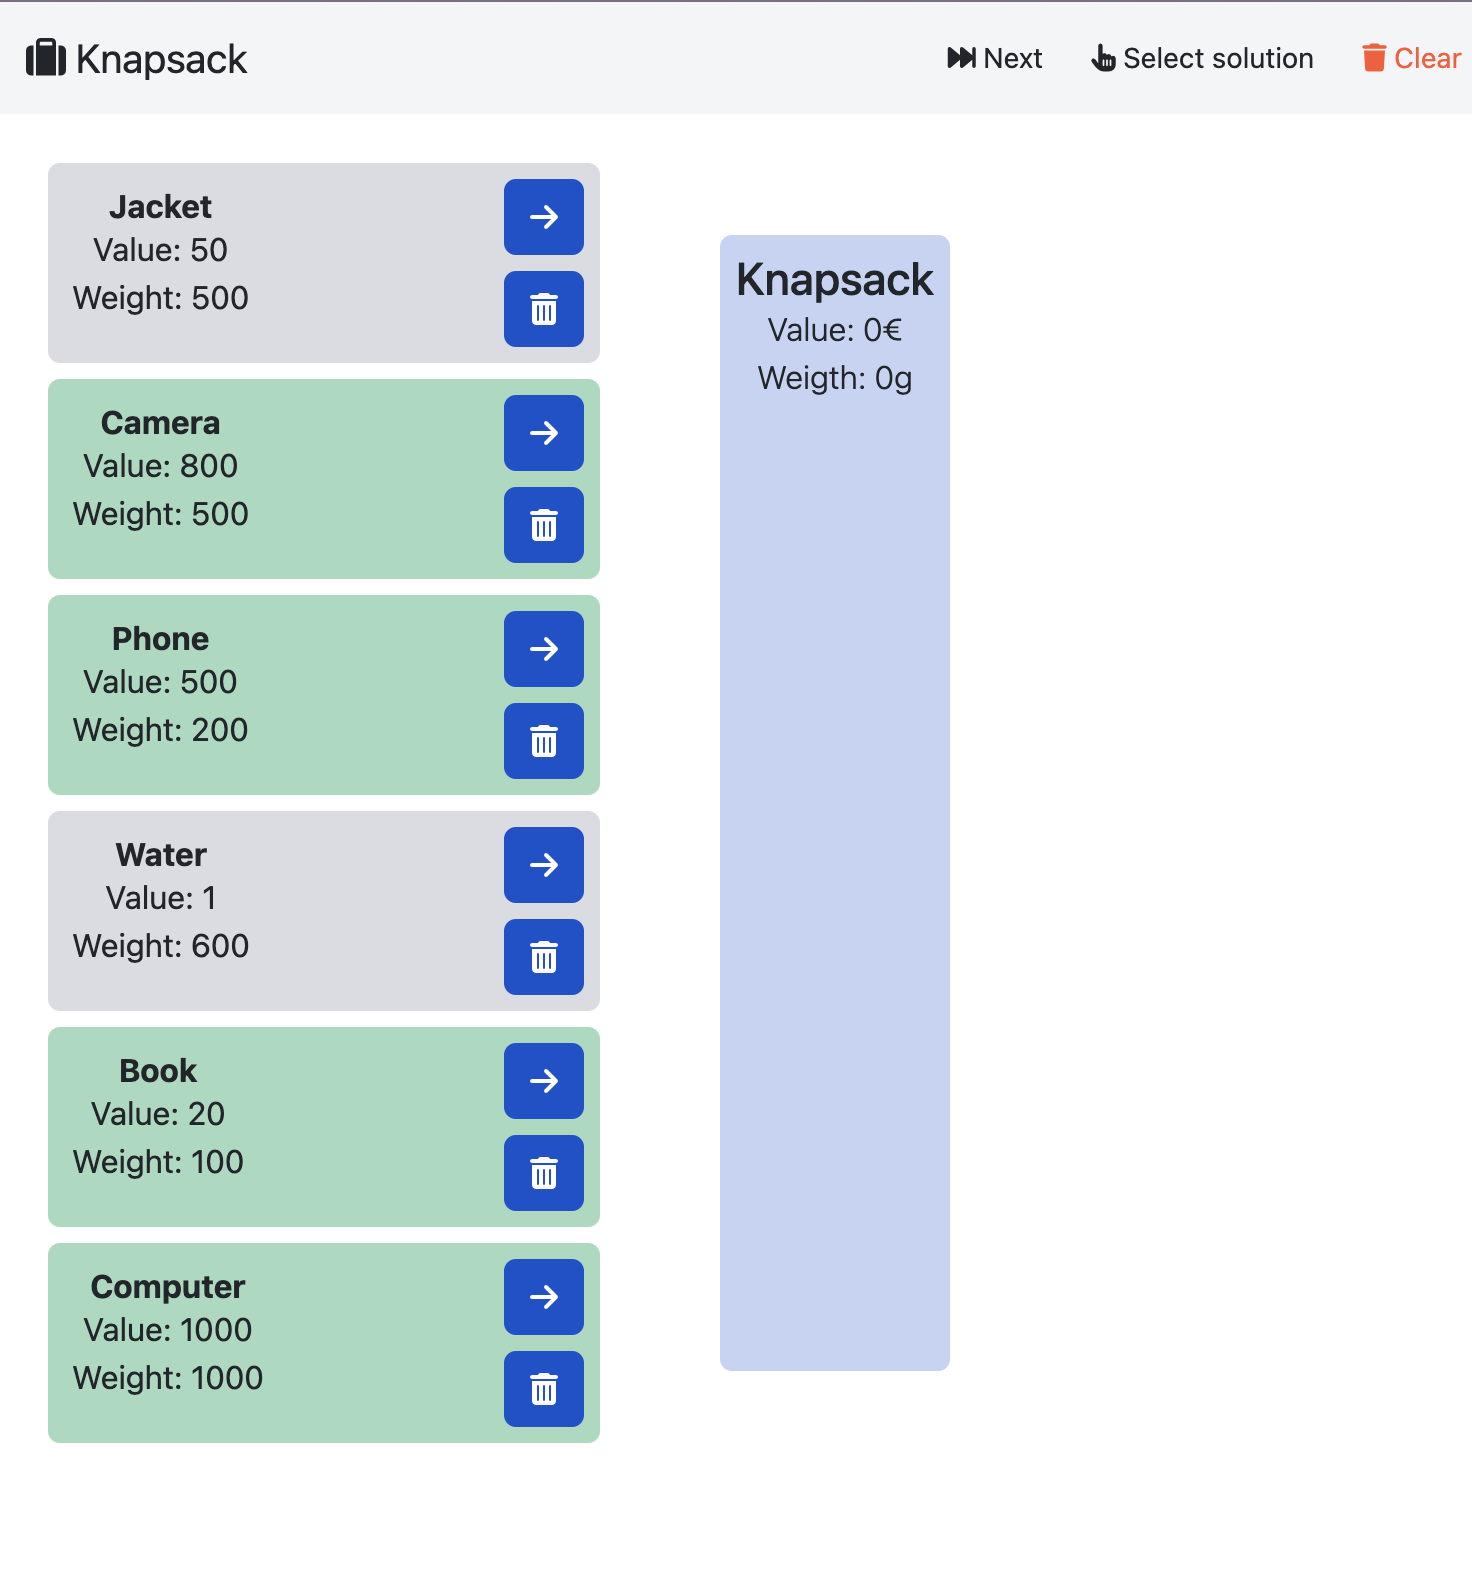 Knapsack
Next
Select solution
Clear
Jacket
Value: 50
Weight: 500
Camera
Value: 800
Weight: 500
Phone
Value: 500
Weight: 200
Water
Value: 1
Weight: 600
Book
Value: 20
Weight: 100
Computer
Value: 1000
Weight: 1000
Knapsack
Value: 0€
Weigth: 0g